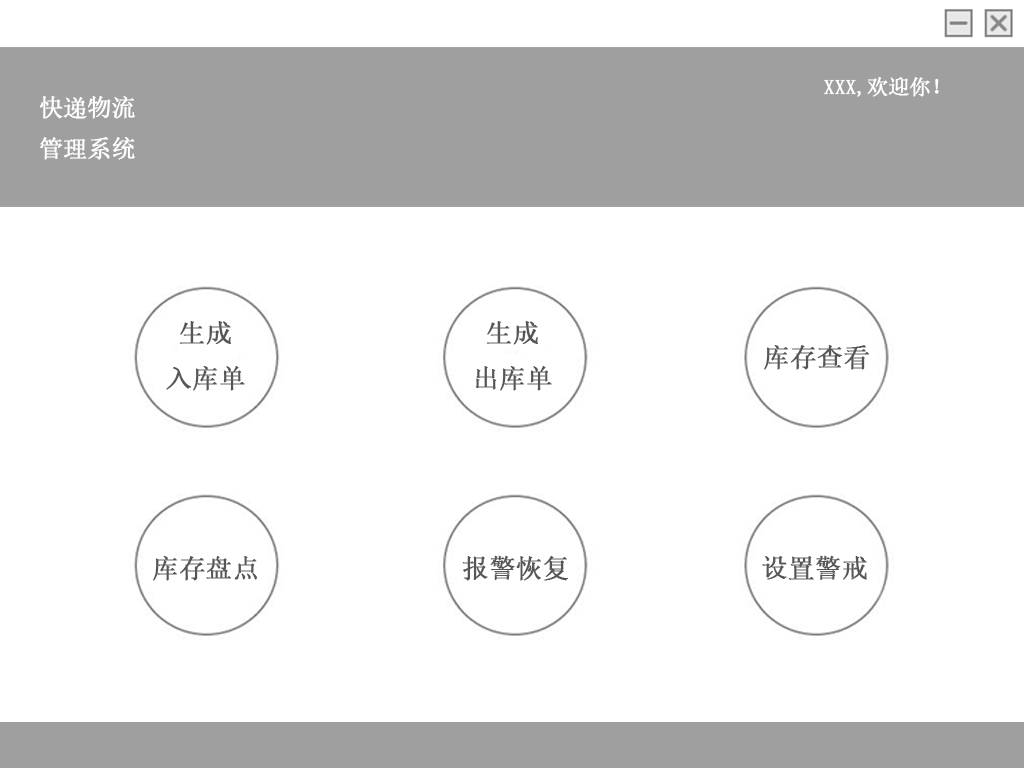 XXX,欢迎你!
快递物流
管理系统
生成
入库单
生成
出库单
库存查看
库存盘点
报警恢复
设置警戒